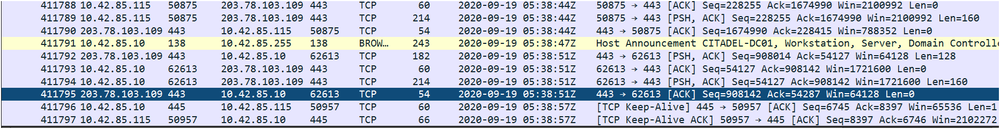 411788 10.42.85.115 50875 203.78.103.109 443 TCP 60 2020-09-19 05:38:44Z 50875 → 443 [ACK] Seq=228255 Ack=1674990 Win=2100992 Len=0
411789 10.42.85.115 50875 203.78.103.109 443 TCP 214 2020-09-19 05:38:44Z 50875 → 443 [PSH, ACK] Seq=228255 Ack=1674990 Win=2100992 Len=160
411790 203.78.103.109 443 10.42.85.115 50875 TCP 54 2020-09-19 05:38:44Z 443 → 50875 [ACK] Seq=1674990 Ack=228415 Win=788352 Len=0
411791 10.42.85.10 138 10.42.85.255 138 BROW… 243 2020-09-19 05:38:47Z Host Announcement CITADEL-DC01, Workstation, Server, Domain Controlle
411792 203.78.103.109 443 10.42.85.10 62613 TCP 182 2020-09-19 05:38:51Z 443 → 62613 [PSH, ACK] Seq=908014 Ack=54127 Win=64128 Len=128
411793 10.42.85.10 62613 203.78.103.109 443 TCP 60 2020-09-19 05:38:51Z 62613 → 443 [ACK] Seq=54127 Ack=908142 Win=1721600 Len=0
411794 10.42.85.10 62613 203.78.103.109 443 TCP 214 2020-09-19 05:38:51Z 62613 → 443 [PSH, ACK] Seq=54127 Ack=908142 Win=1721600 Len=160
411795 203.78.103.109 443 10.42.85.10 62613 TCP 54 2020-09-19 05:38:51Z 443 → 62613 [ACK] Seq=908142 Ack=54287 Win=64128 Len=0
411796 10.42.85.10 445 10.42.85.115 50957 TCP 60 2020-09-19 05:38:57Z [TCP Keep-Alive] 445 → 50957 [ACK] Seq=6745 Ack=8397 Win=65536 Len=1
411797 10.42.85.115 50957 10.42.85.10 445 TCP 66 2020-09-19 05:38:57Z [TCP Keep-Alive ACK] 50957 → 445 [ACK] Seq=8397 Ack=6746 Win=2102272